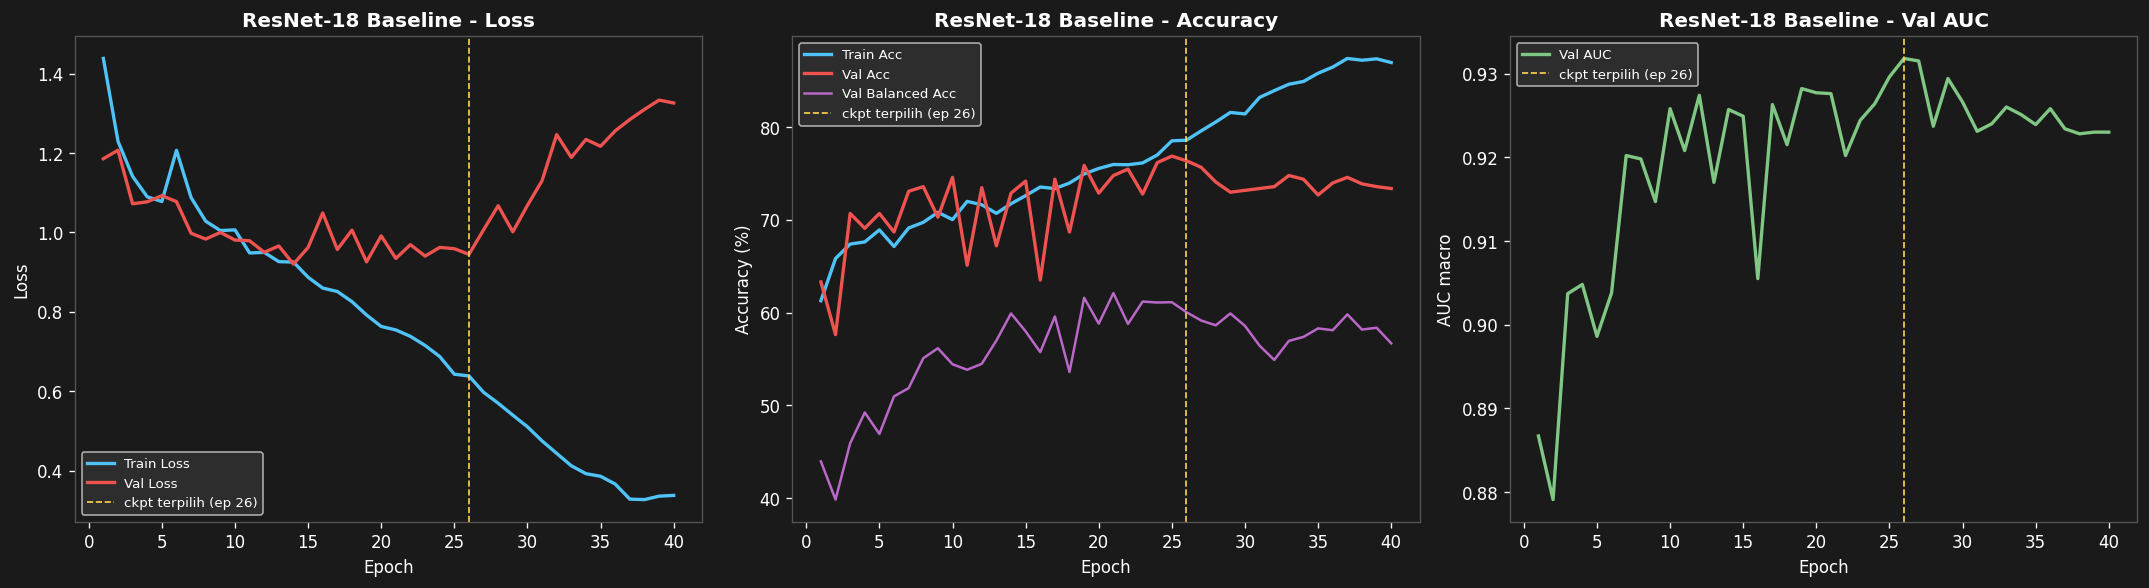 ResNet-18 Baseline - Loss
Loss
1.4
1.2
1.0
0.8
0.6
0.4
Train Loss
Val Loss
ckpt terpilih (ep 26)
0 5 10 15 20 25 30 35 40
Epoch
ResNet-18 Baseline - Accuracy
Accuracy (%)
80
70
60
50
40
Train Acc
Val Acc
Val Balanced Acc
ckpt terpilih (ep 26)
0 5 10 15 20 25 30 35 40
Epoch
ResNet-18 Baseline - Val AUC
AUC macro
0.93
0.92
0.91
0.90
0.89
0.88
Val AUC
ckpt terpilih (ep 26)
0 5 10 15 20 25 30 35 40
Epoch